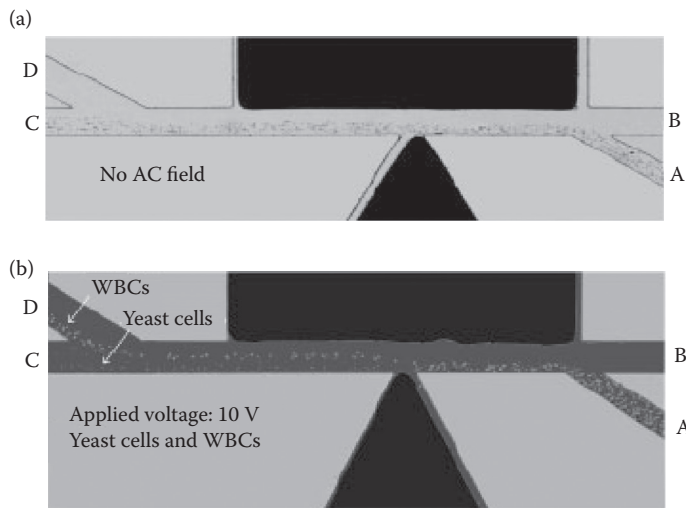 (a)
D
C
B
No AC field
A
(b)
WBCs
D
Yeast cells
C
B
Applied voltage: 10 V
Yeast cells and WBCs
A